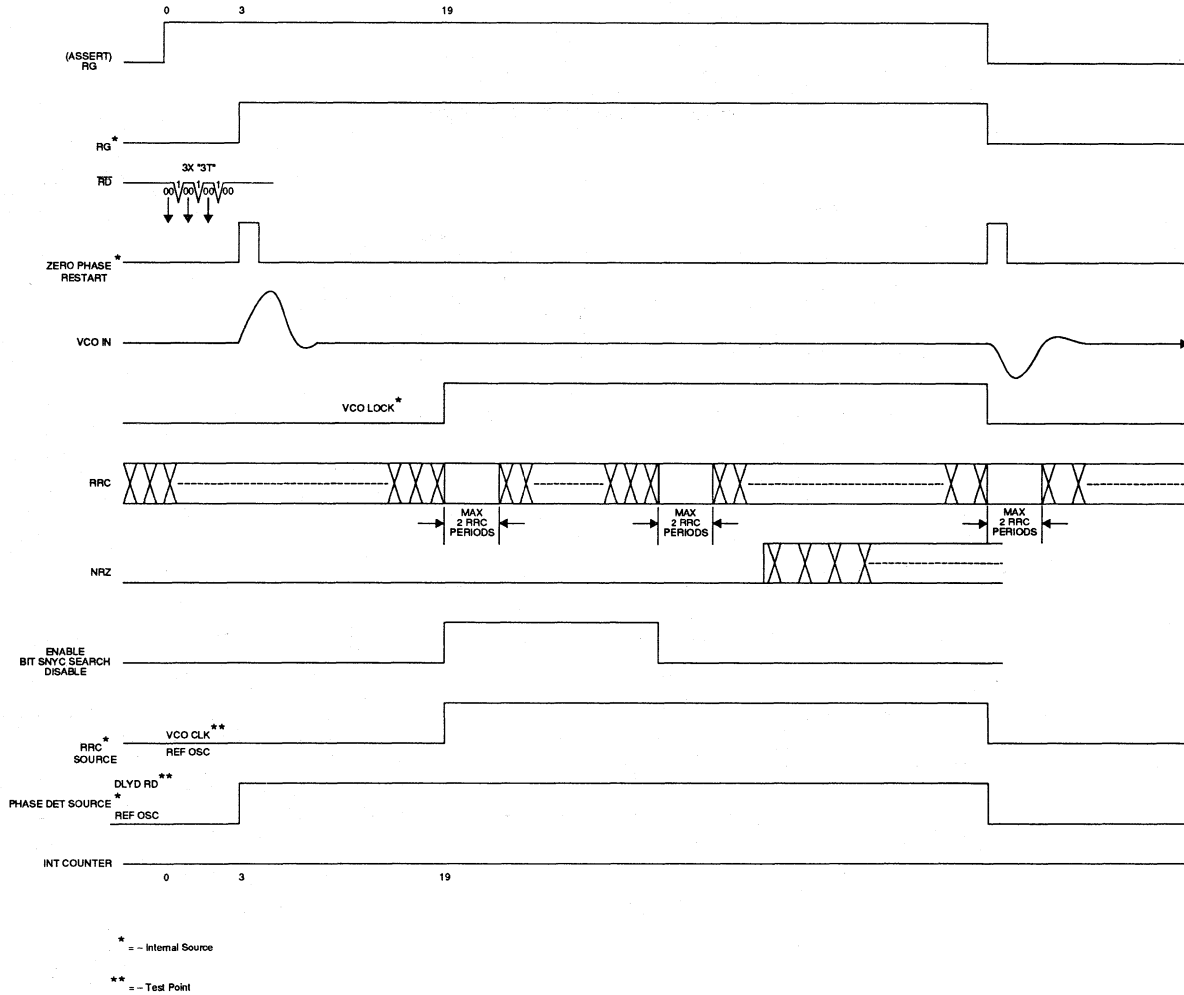 0 3 19
(ASSERT)
RG
RG*
3X "3T"
RD
00 1 00 1 00 1 00
ZERO PHASE*
RESTART
VCO IN
VCO LOCK*
RRC
MAX
2 RRC
PERIODS
MAX
2 RRC
PERIODS
MAX
2 RRC
PERIODS
NRZ
ENABLE
BIT SNYC SEARCH
DISABLE
VCO CLK**
RRC*
SOURCE
REF OSC
DLYD RD**
PHASE DET SOURCE*
REF OSC
INT COUNTER
0 3 19
* = – Internal Source
** = – Test Point